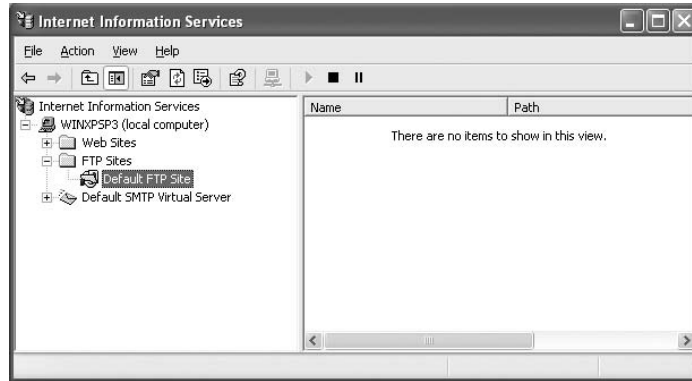 Internet Information Services
File Action View Help
Internet Information Services
WINXPSP3 (local computer)
Web Sites
FTP Sites
Default FTP Site
Default SMTP Virtual Server
Name Path
There are no items to show in this view.